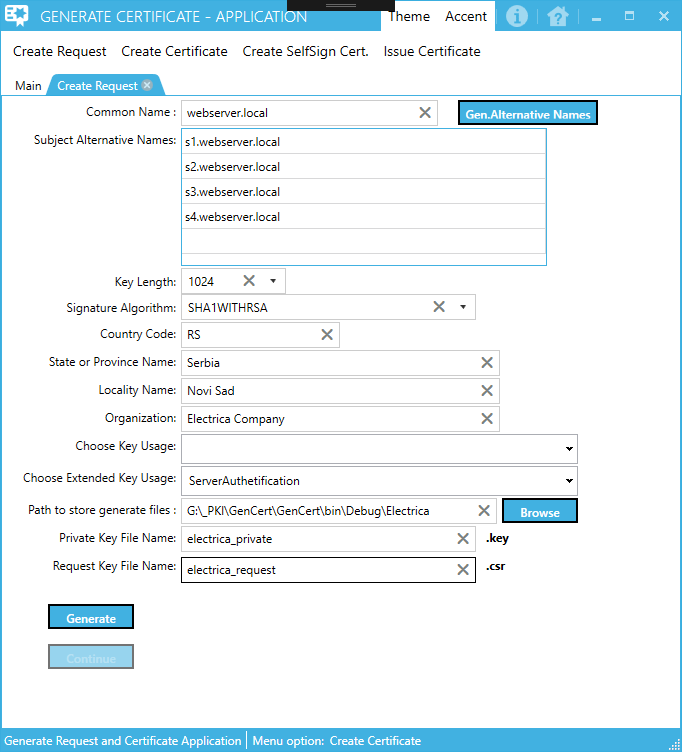 GENERATE CERTIFICATE - APPLICATION Theme Accent
Create Request Create Certificate Create SelfSign Cert. Issue Certificate
Main Create Request
Common Name : webserver.local Gen.Alternative Names
Subject Alternative Names: s1.webserver.local
s2.webserver.local
s3.webserver.local
s4.webserver.local
Key Length: 1024
Signature Algorithm: SHA1WITHRSA
Country Code: RS
State or Province Name: Serbia
Locality Name: Novi Sad
Organization: Electrica Company
Choose Key Usage:
Choose Extended Key Usage: ServerAuthetification
Path to store generate files : G:\_PKI\GenCert\GenCert\bin\Debug\Electrica Browse
Private Key File Name: electrica_private .key
Request Key File Name: electrica_request .csr
Generate
Continue
Generate Request and Certificate Application Menu option: Create Certificate